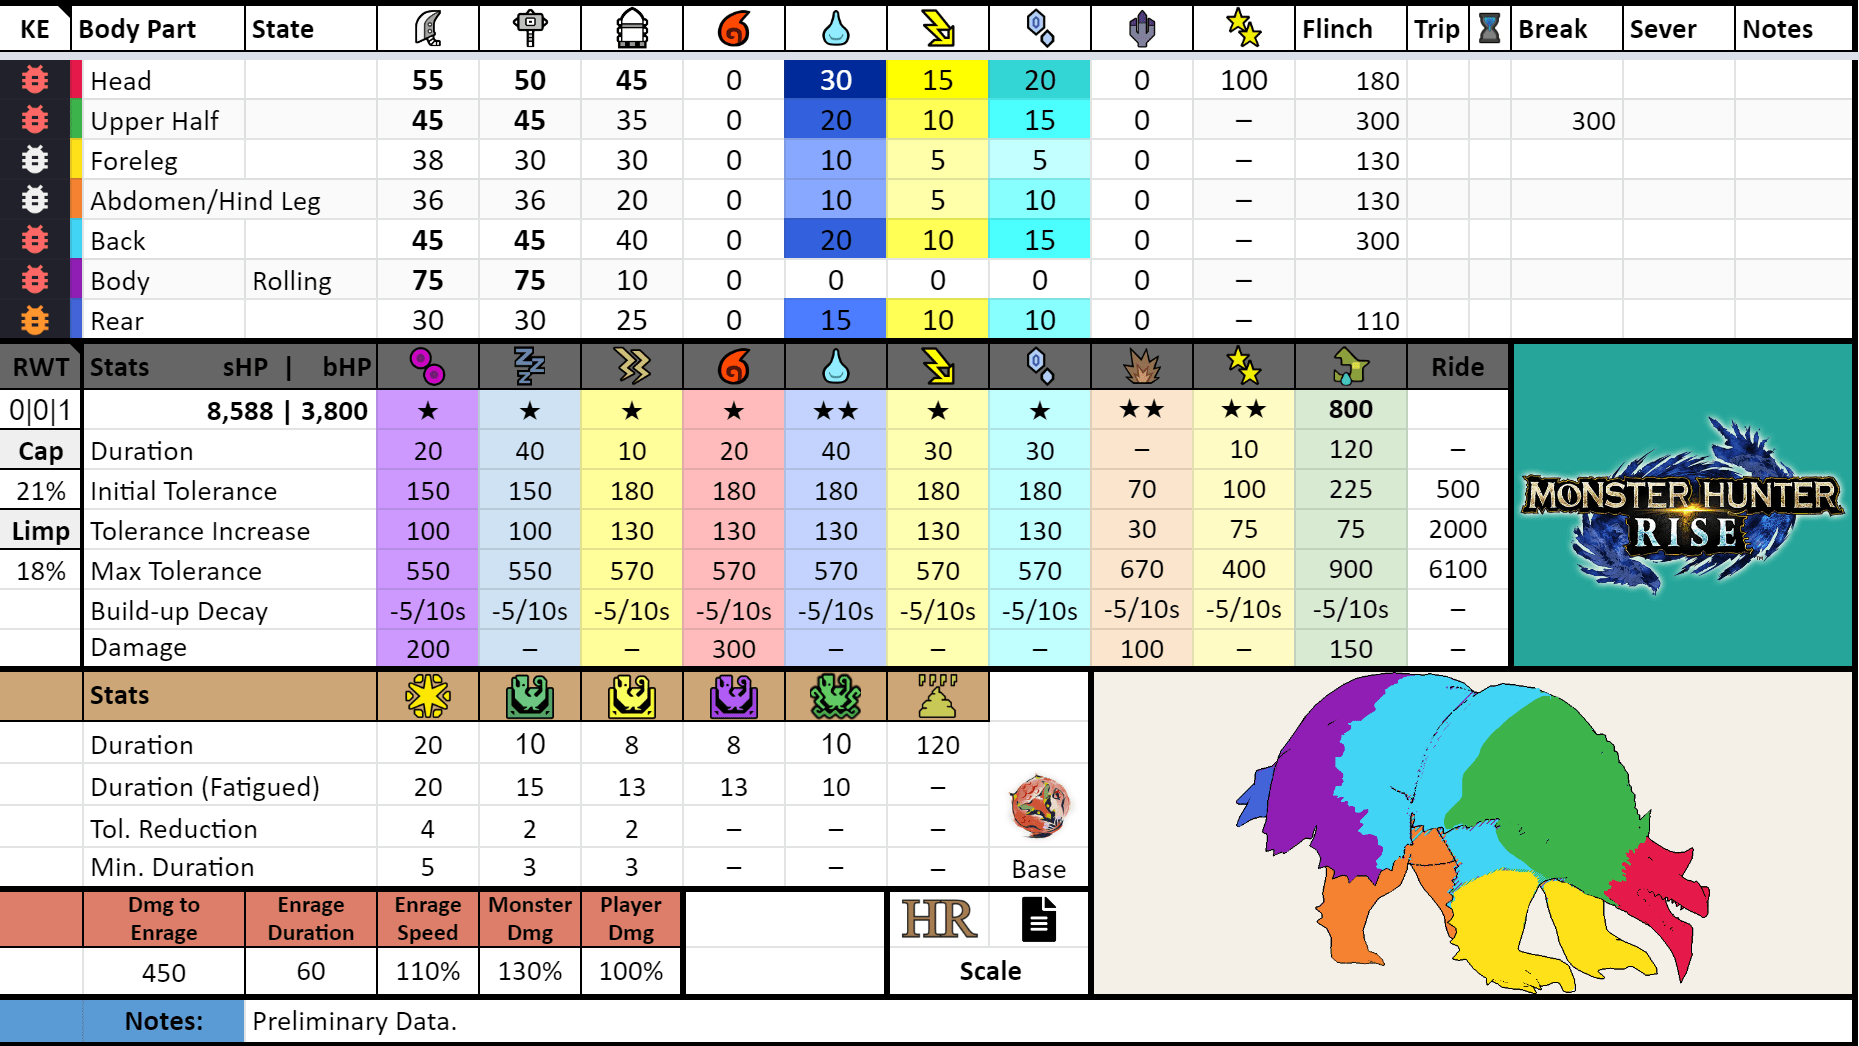 KE Body Part State Flinch Trip Break Sever Notes
Head 55 50 45 0 30 15 20 0 100 180
Upper Half 45 45 35 0 20 10 15 0 – 300 300
Foreleg 38 30 30 0 10 5 5 0 – 130
Abdomen/Hind Leg 36 36 20 0 10 5 10 0 – 130
Back 45 45 40 0 20 10 15 0 – 300
Body Rolling 75 75 10 0 0 0 0 0 –
Rear 30 30 25 0 15 10 10 0 – 110
RWT Stats sHP | bHP Ride
0|0|1 8,588 | 3,800 ★ ★ ★ ★ ★★ ★ ★ ★★ ★★ 800
Cap Duration 20 40 10 20 40 30 30 – 10 120 –
21% Initial Tolerance 150 150 180 180 180 180 180 70 100 225 500
Limp Tolerance Increase 100 100 130 130 130 130 130 30 75 75 2000
18% Max Tolerance 550 550 570 570 570 570 570 670 400 900 6100
Build-up Decay -5/10s -5/10s -5/10s -5/10s -5/10s -5/10s -5/10s -5/10s -5/10s -5/10s –
Damage 200 – – 300 – – – 100 – 150 –
MONSTER HUNTER
RISE
™
Stats
Duration 20 10 8 8 10 120
Duration (Fatigued) 20 15 13 13 10 –
Tol. Reduction 4 2 2 – – –
Min. Duration 5 3 3 – – – Base
Dmg to Enrage Enrage Monster Player
Enrage Duration Speed Dmg Dmg
HR
450 60 110% 130% 100% Scale
Notes: Preliminary Data.